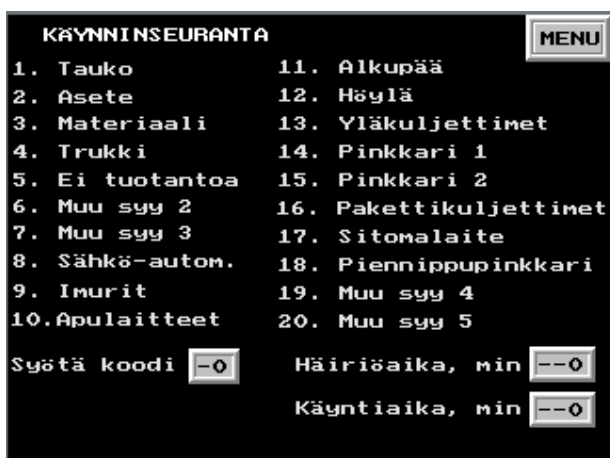 KÄYNNINSEURANTA MENU
1. Tauko 11. Alkupää
2. Asete 12. Höylä
3. Materiaali 13. Yläkuljettimet
4. Trukki 14. Pinkkari 1
5. Ei tuotantoa 15. Pinkkari 2
6. Muu syy 2 16. Pakettikuljettimet
7. Muu syy 3 17. Sitomalaite
8. Sähkö-autom. 18. Piennippupinkkari
9. Imurit 19. Muu syy 4
10.Apulaitteet 20. Muu syy 5
Syötä koodi -0 Häiriöaika, min --0
Käyntiaika, min --0